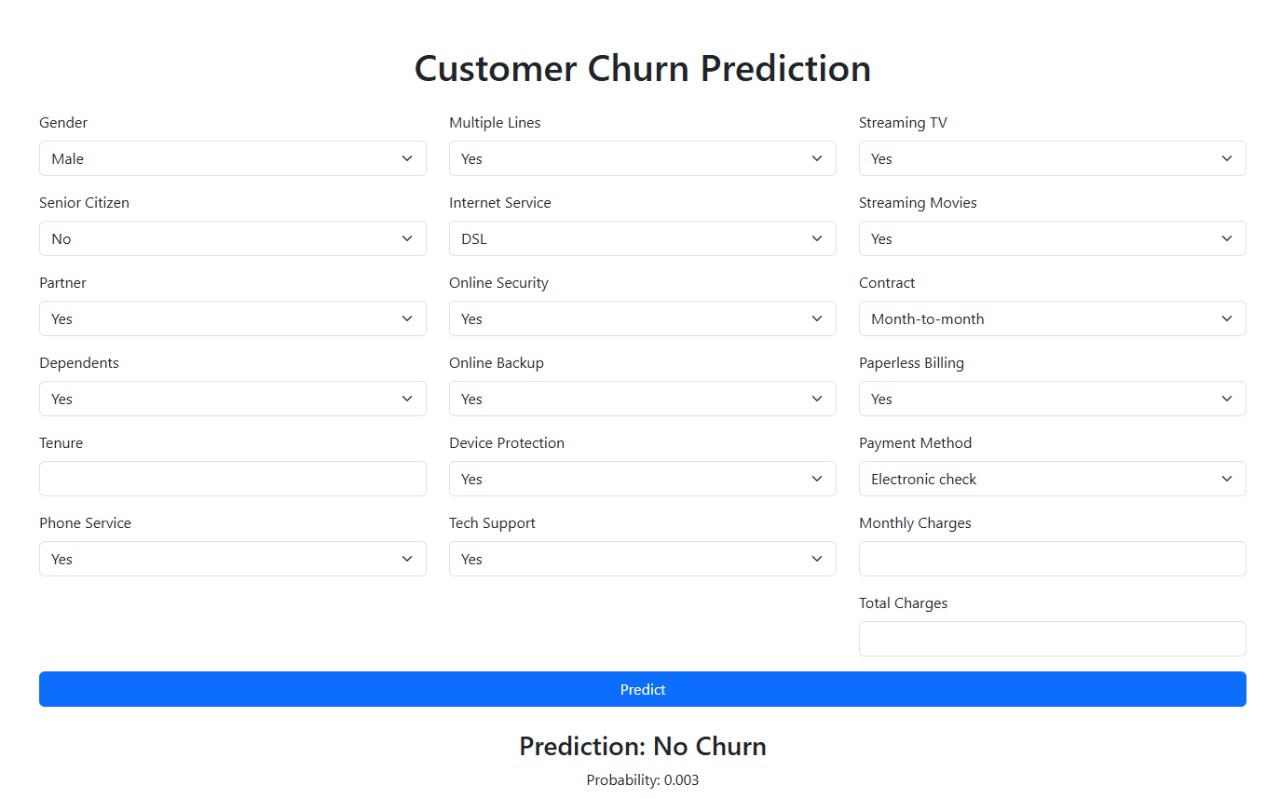 Customer Churn Prediction
Gender
Male
Senior Citizen
No
Partner
Yes
Dependents
Yes
Tenure
Phone Service
Yes
Multiple Lines
Yes
Internet Service
DSL
Online Security
Yes
Online Backup
Yes
Device Protection
Yes
Tech Support
Yes
Streaming TV
Yes
Streaming Movies
Yes
Contract
Month-to-month
Paperless Billing
Yes
Payment Method
Electronic check
Monthly Charges
Total Charges
Predict
Prediction: No Churn
Probability: 0.003